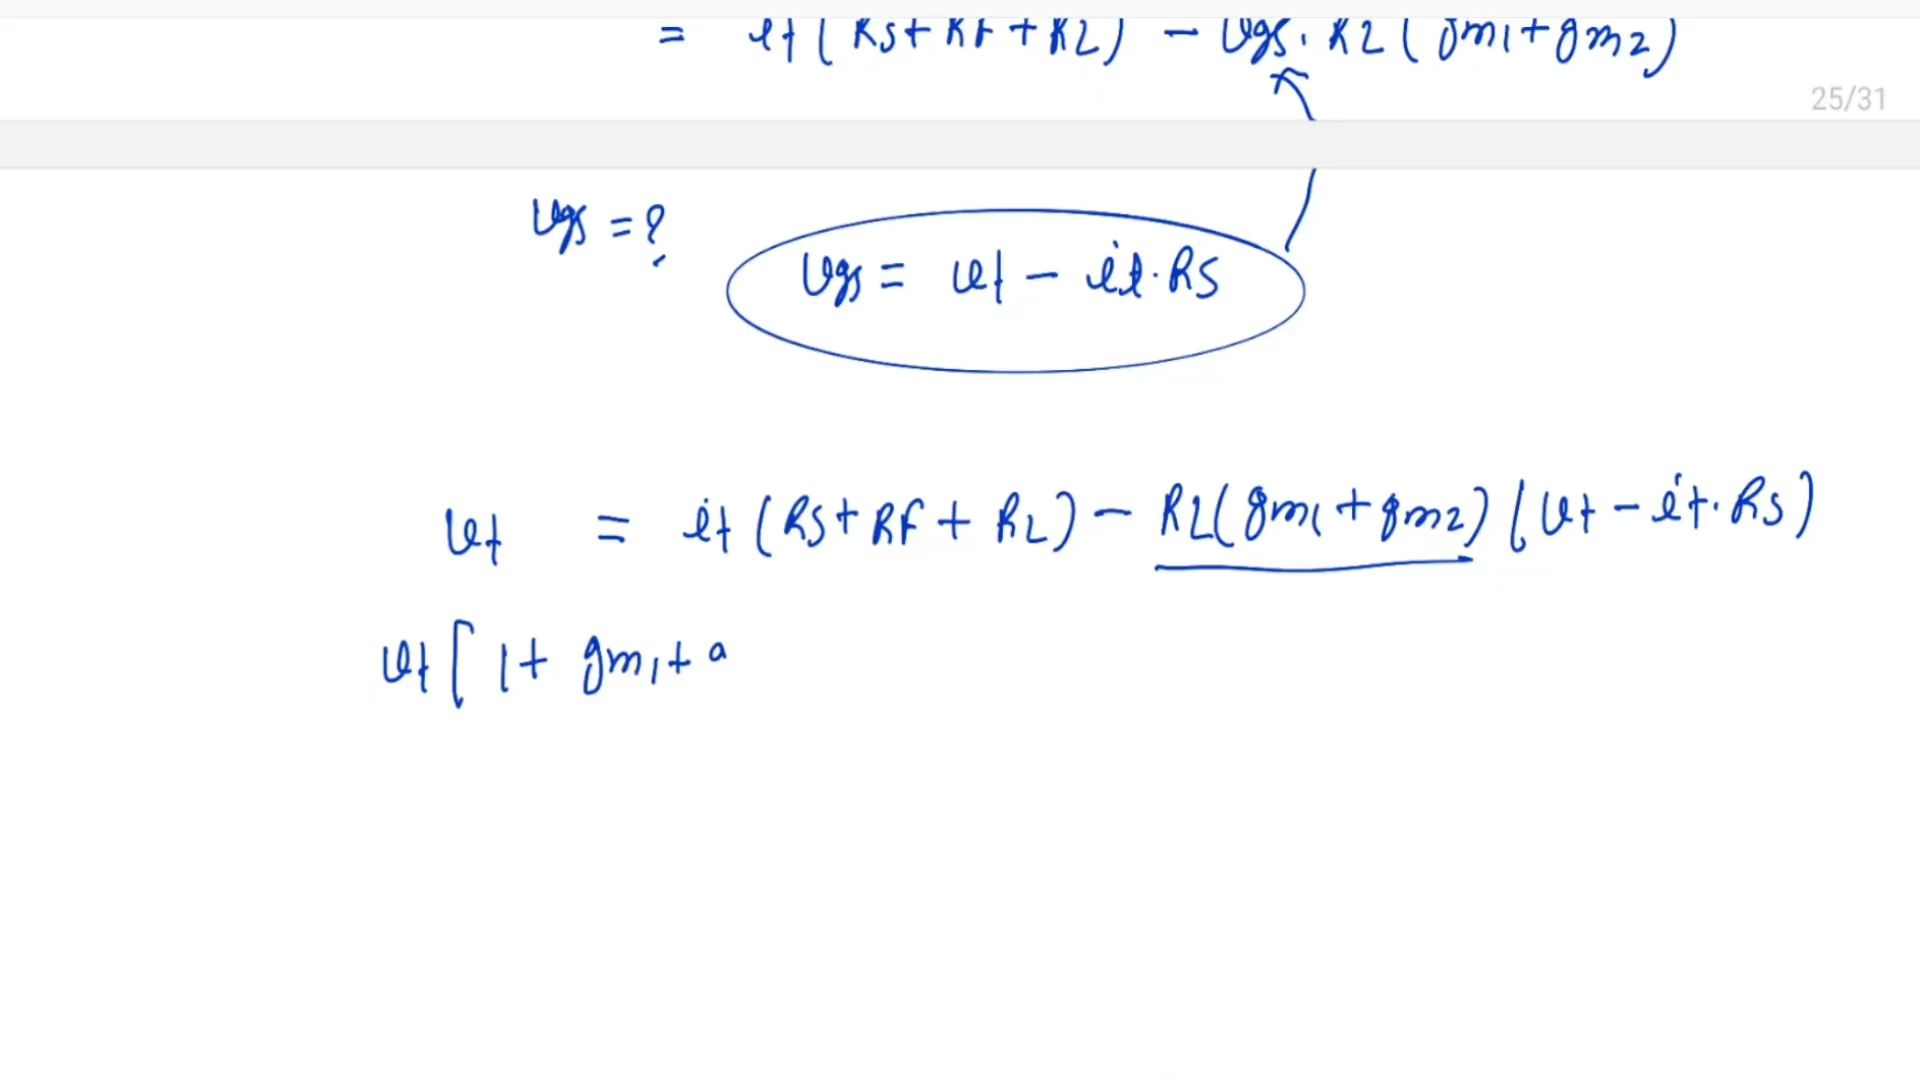 = it (Rs + RF + RL) - vgs. RL (gm1 + gm2)
25/31
vgs = ?
vgs = vt - it. Rs
vt = it (Rs + RF + RL) - RL (gm1 + gm2) (vt - it. Rs)
vt [ 1 + gm1 +